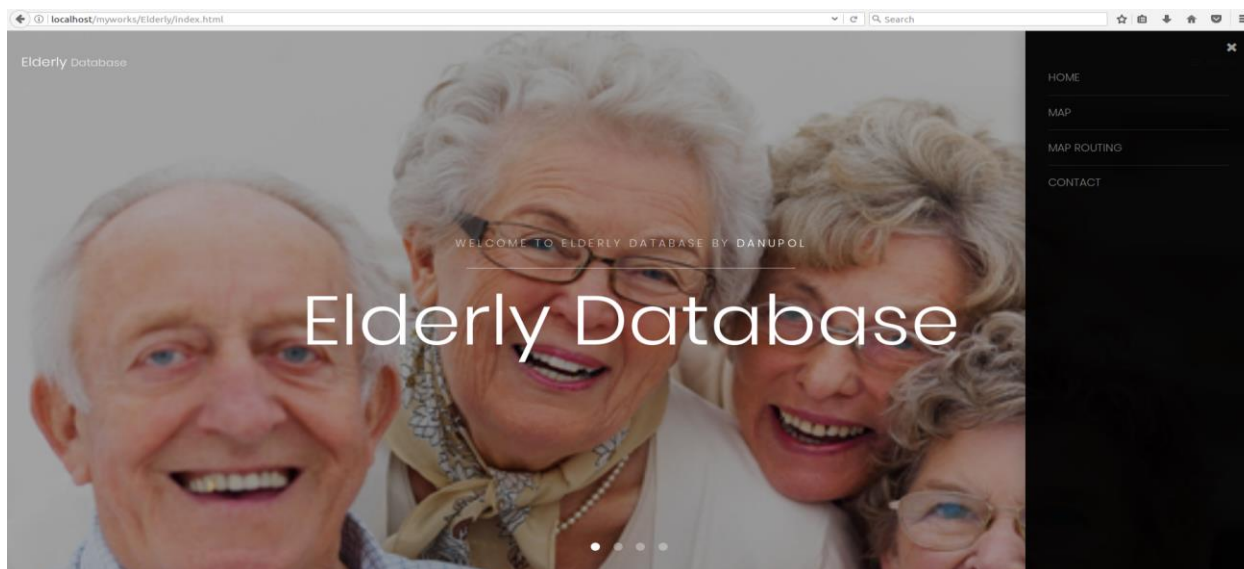 localhost/myworks/Elderly/index.html
Search
Elderly Database
HOME
MAP
MAP ROUTING
CONTACT
WELCOME TO ELDERLY DATABASE BY DANUPOL
Elderly Database